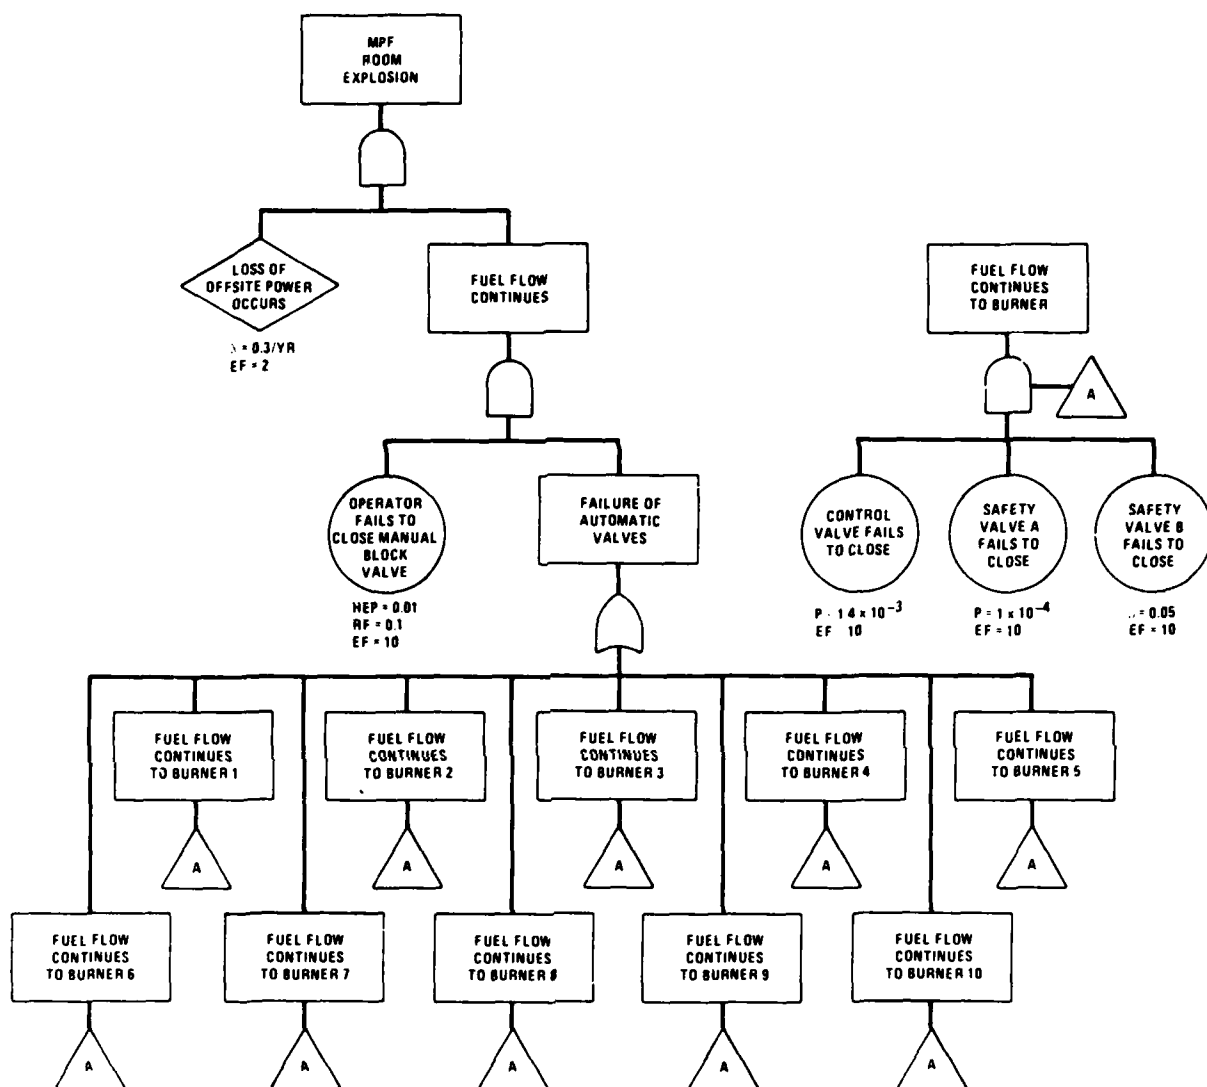 MPF
ROOM
EXPLOSION
LOSS OF
OFFSITE POWER
OCCURS
= 0.3/YR
EF = 2
FUEL FLOW
CONTINUES
FUEL FLOW
CONTINUES
TO BURNER
A
OPERATOR
FAILS TO
CLOSE MANUAL
BLOCK
VALVE
HEP = 0.01
RF = 0.1
EF = 10
FAILURE OF
AUTOMATIC
VALVES
CONTROL
VALVE FAILS
TO CLOSE
P 1.4 × 10⁻³
EF 10
SAFETY
VALVE A
FAILS TO
CLOSE
P = 1 × 10⁻⁴
EF = 10
SAFETY
VALVE B
FAILS TO
CLOSE
= 0.05
EF = 10
FUEL FLOW
CONTINUES
TO BURNER 1
A
FUEL FLOW
CONTINUES
TO BURNER 2
A
FUEL FLOW
CONTINUES
TO BURNER 3
A
FUEL FLOW
CONTINUES
TO BURNER 4
A
FUEL FLOW
CONTINUES
TO BURNER 5
A
FUEL FLOW
CONTINUES
TO BURNER 6
A
FUEL FLOW
CONTINUES
TO BURNER 7
A
FUEL FLOW
CONTINUES
TO BURNER 8
A
FUEL FLOW
CONTINUES
TO BURNER 9
A
FUEL FLOW
CONTINUES
TO BURNER 10
A